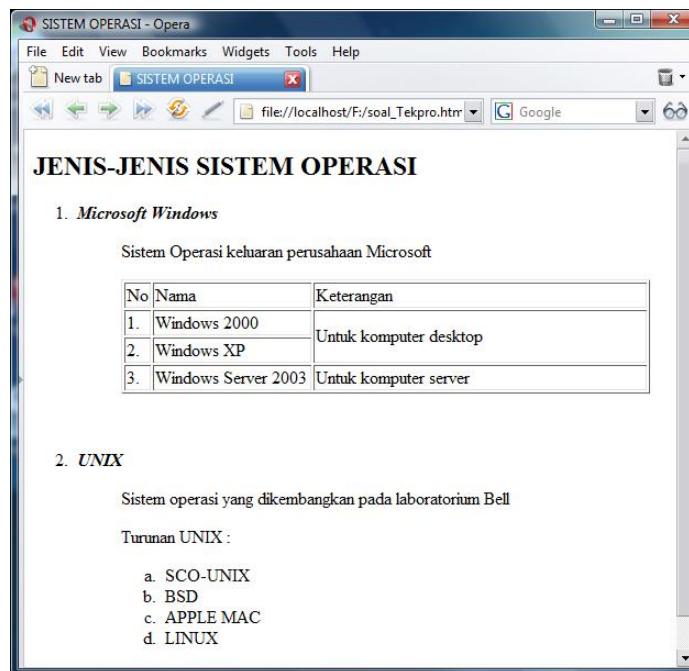 SISTEM OPERASI - Opera
File Edit View Bookmarks Widgets Tools Help
New tab SISTEM OPERASI
file://localhost/F:/soal_Tekpro.htm Google
JENIS-JENIS SISTEM OPERASI
1. Microsoft Windows
Sistem Operasi keluaran perusahaan Microsoft
No Nama Keterangan
1. Windows 2000 Untuk komputer desktop
2. Windows XP
3. Windows Server 2003 Untuk komputer server
2. UNIX
Sistem operasi yang dikembangkan pada laboratorium Bell
Turunan UNIX :
a. SCO-UNIX
b. BSD
c. APPLE MAC
d. LINUX